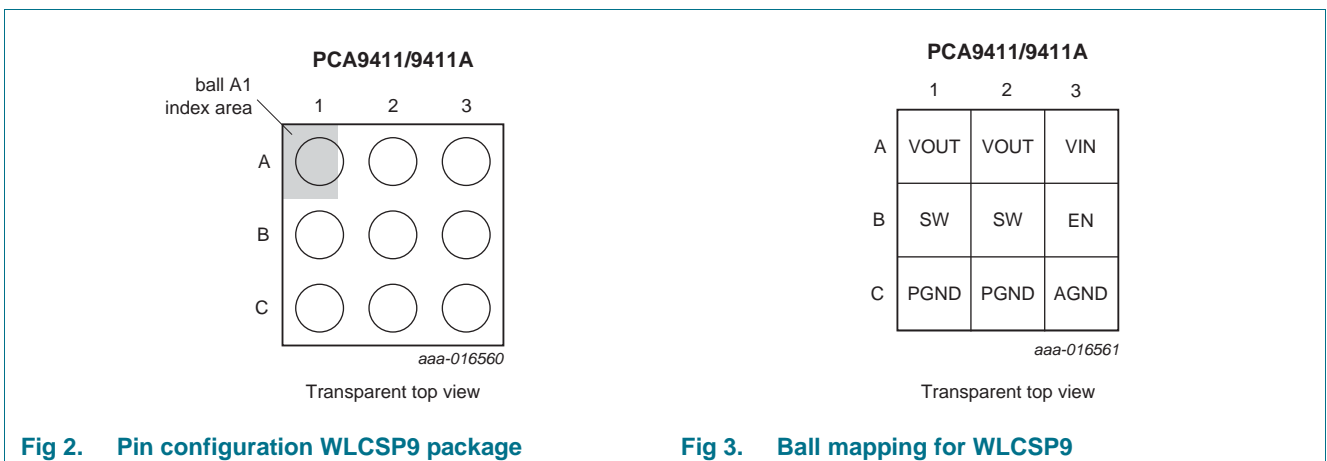 PCA9411/9411A
ball A1
index area
1 2 3
A
B
C
aaa-016560
Transparent top view
Fig 2. Pin configuration WLCSP9 package
PCA9411/9411A
1 2 3
A VOUT VOUT VIN
B SW SW EN
C PGND PGND AGND
aaa-016561
Transparent top view
Fig 3. Ball mapping for WLCSP9